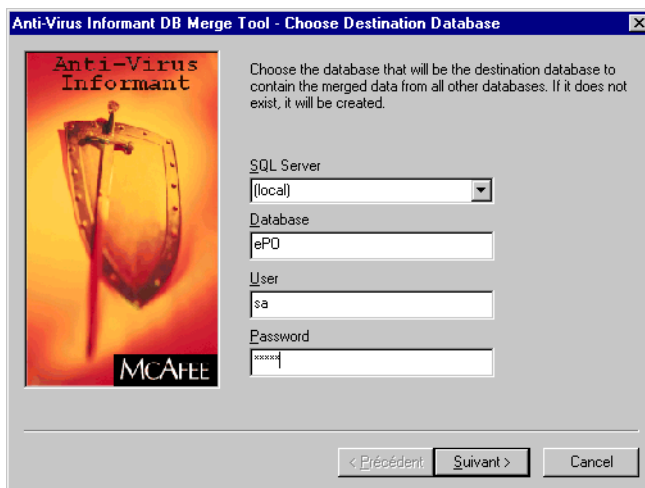 Anti-Virus Informant DB Merge Tool - Choose Destination Database
Anti-Virus
Informant
McAfee
Choose the database that will be the destination database to
contain the merged data from all other databases. If it does not
exist, it will be created.
SQL Server
(local)
Database
ePO
User
sa
Password
*****
< Précédent
Suivant >
Cancel